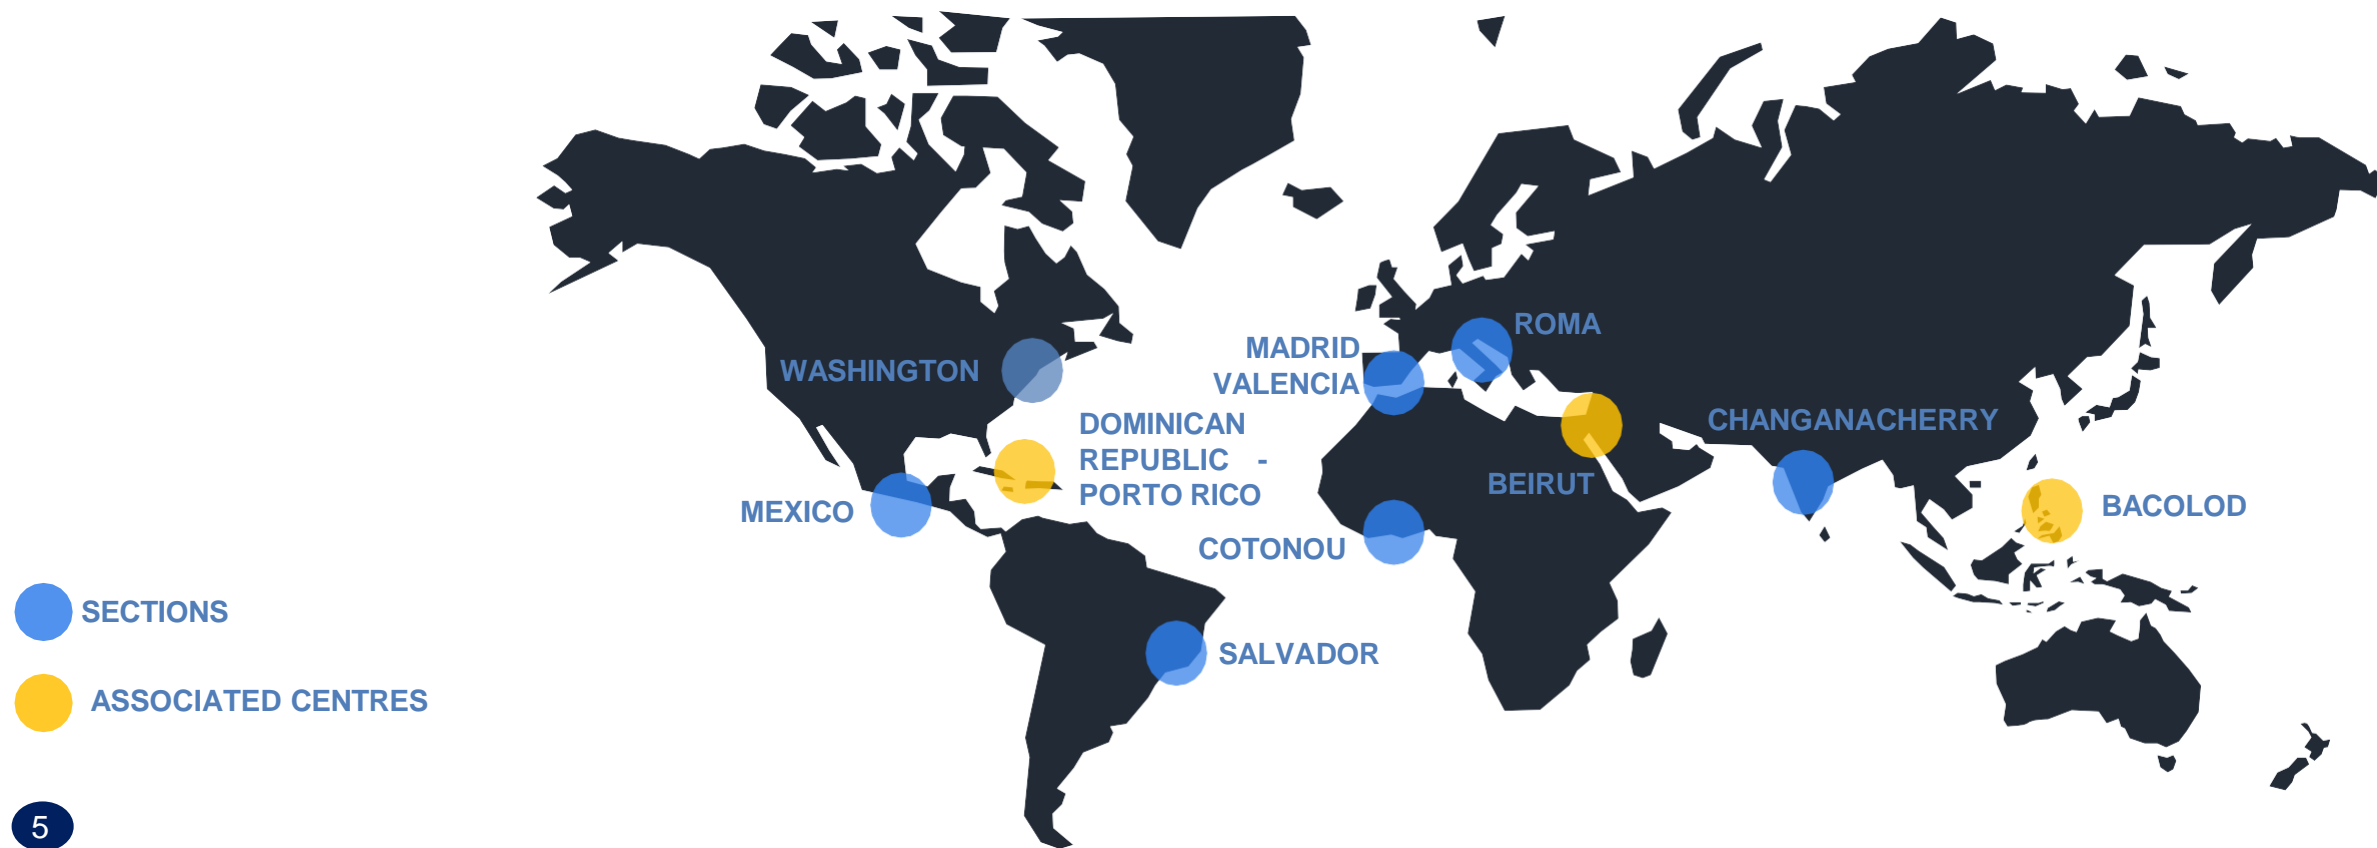 ROMA
MADRID
VALENCIA
WASHINGTON
DOMINICAN
REPUBLIC -
PORTO RICO
CHANGANACHERRY
BEIRUT
MEXICO
BACOLOD
COTONOU
SECTIONS
SALVADOR
ASSOCIATED CENTRES
5